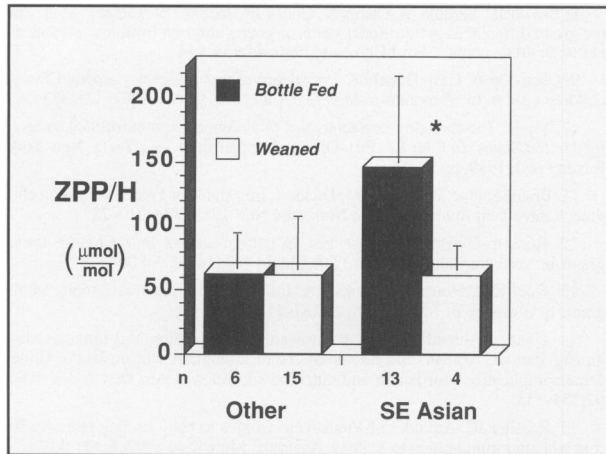 200
Bottle Fed
Weaned
*
150
ZPP/H
100
(μmol/mol)
50
0
n 6 15 13 4
Other SE Asian